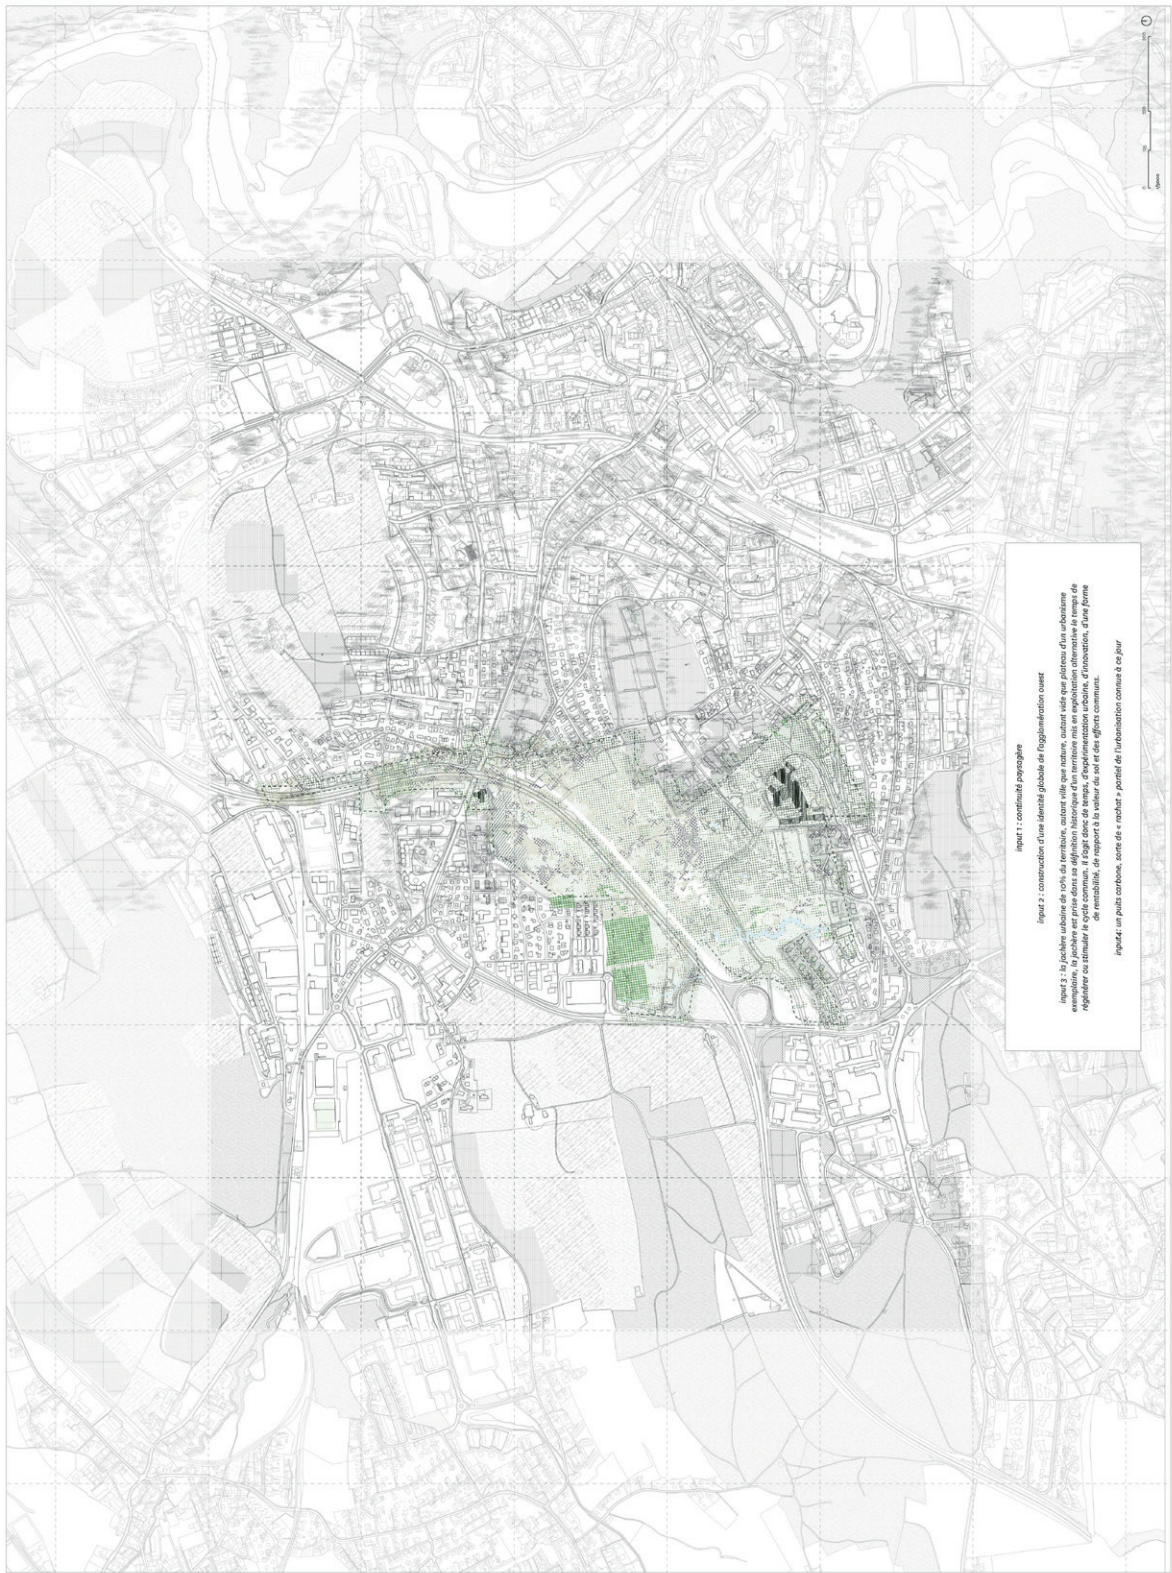 input 1 : continuité paysagère
input 2 : construction d'une identité globale de l'agglomération ouest
input 3 : la jachère urbaine de 10% du territoire, autant ville que nature, autant vide que plateau d'un urbanisme
exemplaire, la jachère est prise dans sa définition historique d'un territoire mis en exploitation alternative le temps de
régénérer ou stimuler le cycle commun. il s'agit donc de temps, d'expérimentation urbaine, d'innovation, d'une forme
de rentabilité, de rapport à la valeur du sol et des efforts communs.
input4: un puits carbone, sorte de « rachat » partiel de l'urbanisation connue à ce jour